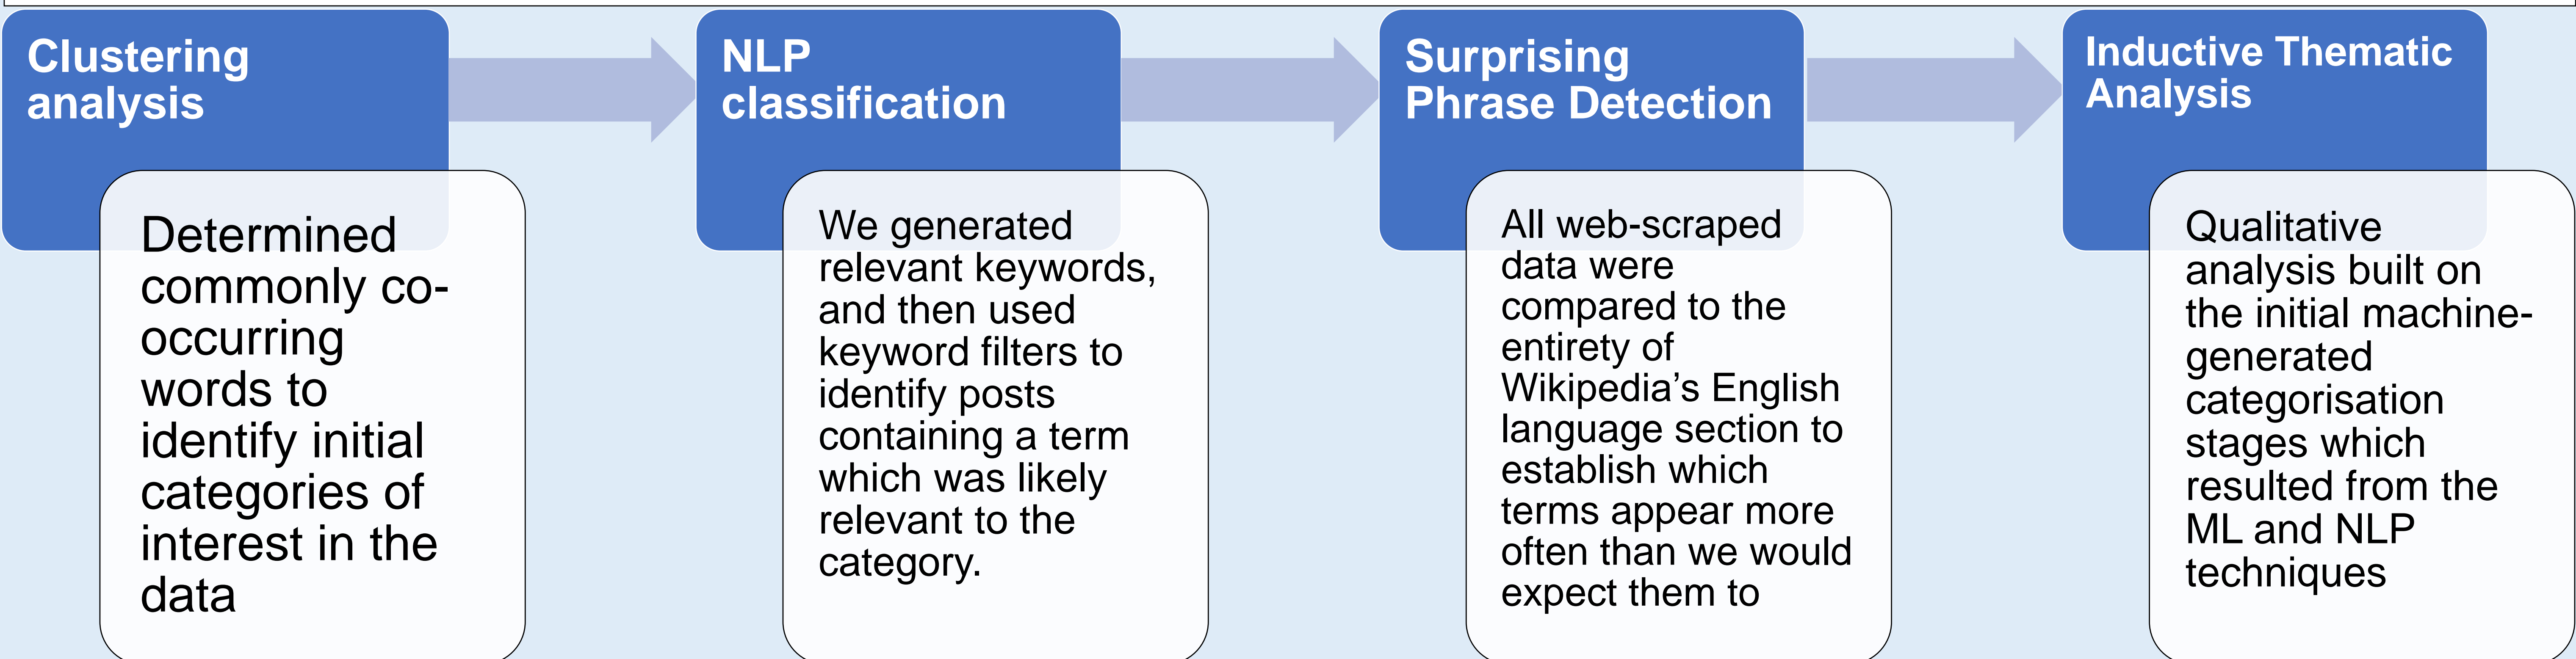 Clustering
analysis
Determined
commonly co-
occurring
words to
identify initial
categories of
interest in the
data
NLP
classification
We generated
relevant keywords,
and then used
keyword filters to
identify posts
containing a term
which was likely
relevant to the
category.
Surprising
Phrase Detection
All web-scraped
data were
compared to the
entirety of
Wikipedia’s English
language section to
establish which
terms appear more
often than we would
expect them to
Inductive Thematic
Analysis
Qualitative
analysis built on
the initial machine-
generated
categorisation
stages which
resulted from the
ML and NLP
techniques